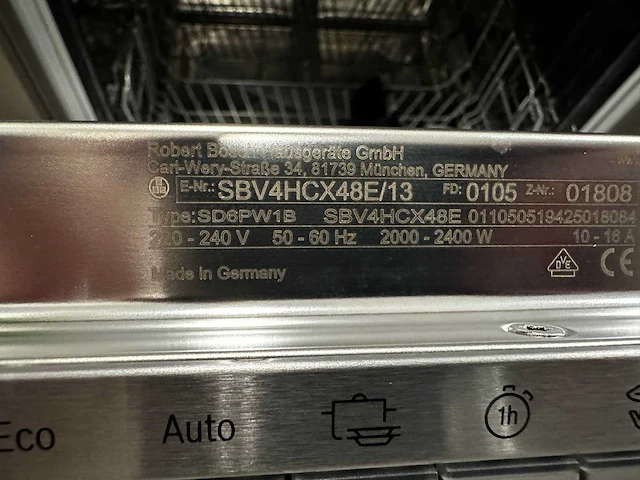 Robert Bosch Hausgeräte GmbH
Carl-Wery-Straße 34, 81739 München, GERMANY
E-Nr.: SBV4HCX48E/13 FD: 0105 Z-Nr.: 01808
Type: SD6PW1B SBV4HCX48E 011050519425018084
220 - 240 V 50 - 60 Hz 2000 - 2400 W 10 - 16 A
Made in Germany
DVE
CE
Eco Auto 1h